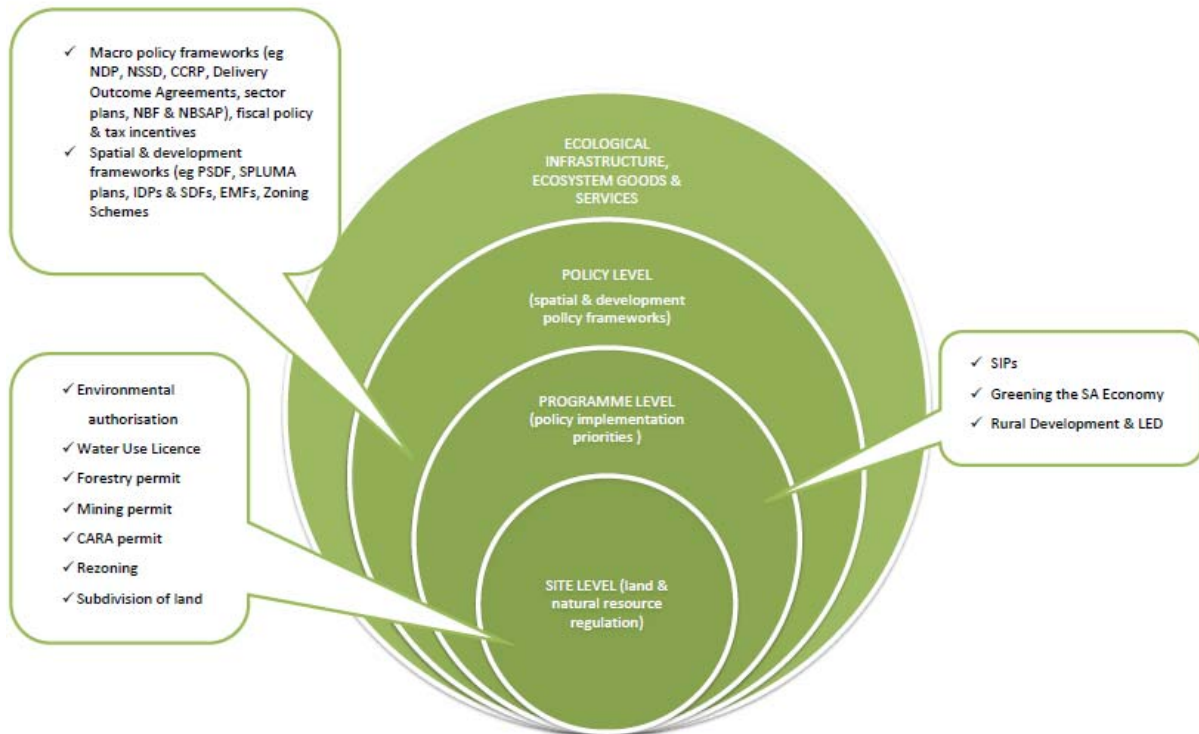 ✓ Macro policy frameworks (eg
NDP, NSSD, CCRP, Delivery
Outcome Agreements, sector
plans, NBF & NBSAP), fiscal policy
& tax incentives
✓ Spatial & development
frameworks (eg PSDF, SPLUMA
plans, IDPs & SDFs, EMFs, Zoning
Schemes
ECOLOGICAL
INFRASTRUCTURE,
ECOSYSTEM GOODS &
SERVICES
POLICY LEVEL
(spatial & development
policy frameworks)
PROGRAMME LEVEL
(policy implementation
priorities )
SITE LEVEL (land &
natural resource
regulation)
✓ Environmental
authorisation
✓ Water Use Licence
✓ Forestry permit
✓ Mining permit
✓ CARA permit
✓ Rezoning
✓ Subdivision of land
✓ SIPs
✓ Greening the SA Economy
✓ Rural Development & LED